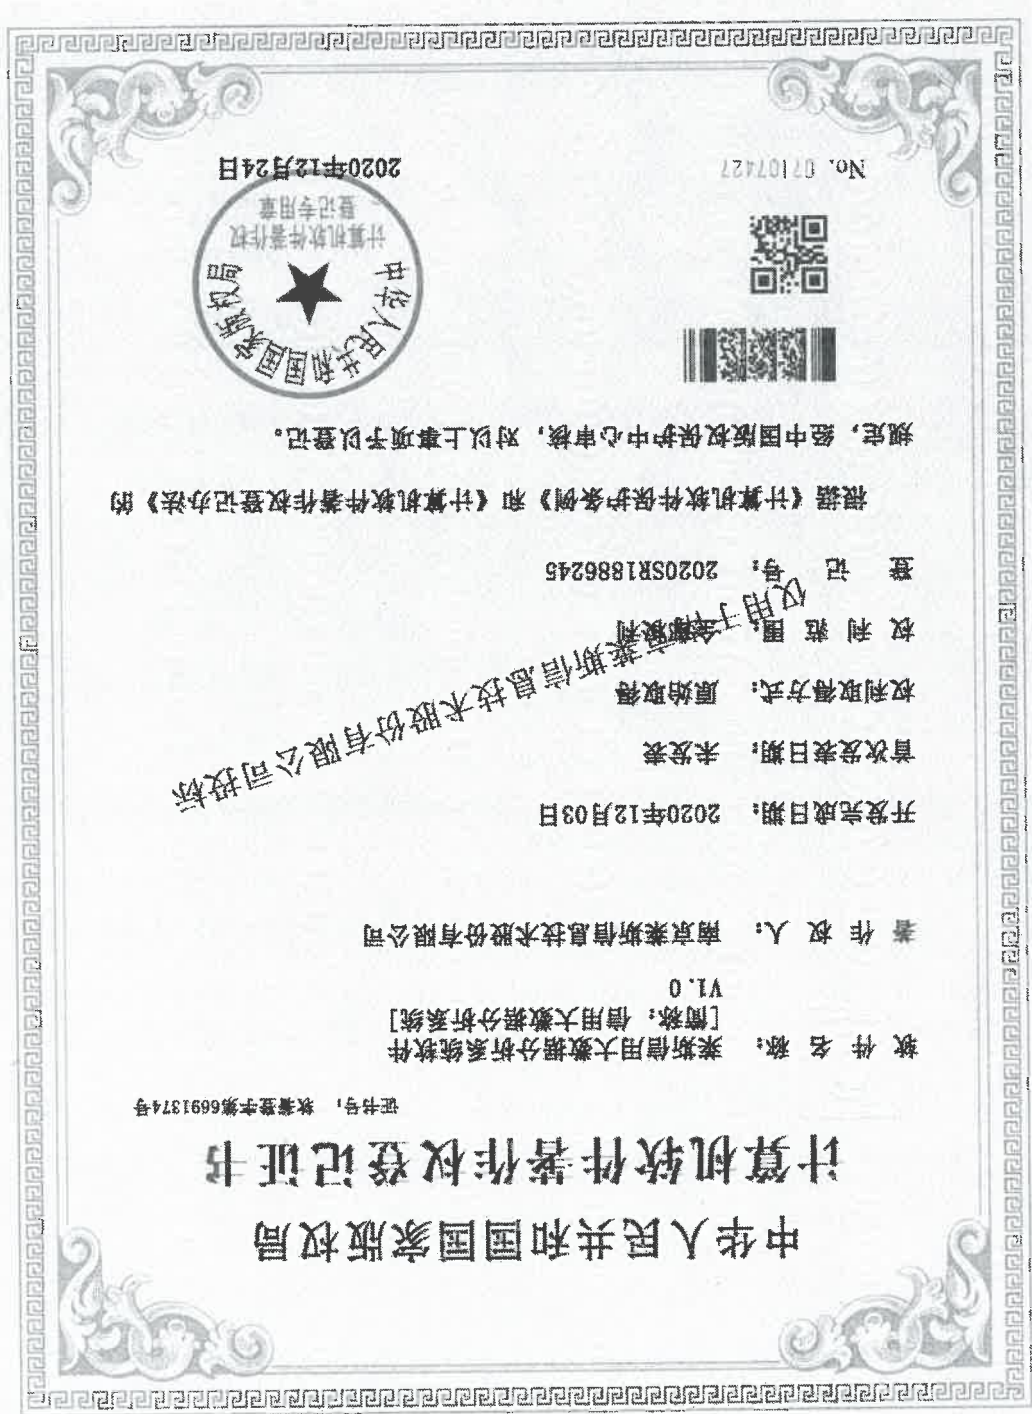 中华人民共和国国家版权局
计算机软件著作权登记证书
证书号： 软著登字第6691374号
软件名称： 莱斯信用大数据分析系统软件
[简称：信用大数据分析系统]
V1.0
著作权人： 南京莱斯信息技术股份有限公司
开发完成日期： 2020年12月03日
首次发表日期： 未发表
权利取得方式： 原始取得
权利范围： 全部权利
登记号： 2020SR1886245
仅用于南京莱斯信息技术股份有限公司投标
根据《计算机软件保护条例》和《计算机软件著作权登记办法》的
规定，经中国版权保护中心审核，对以上事项予以登记。
中华人民共和国国家版权局
计算机软件著作权
登记专用章
No. 07107427
2020年12月24日